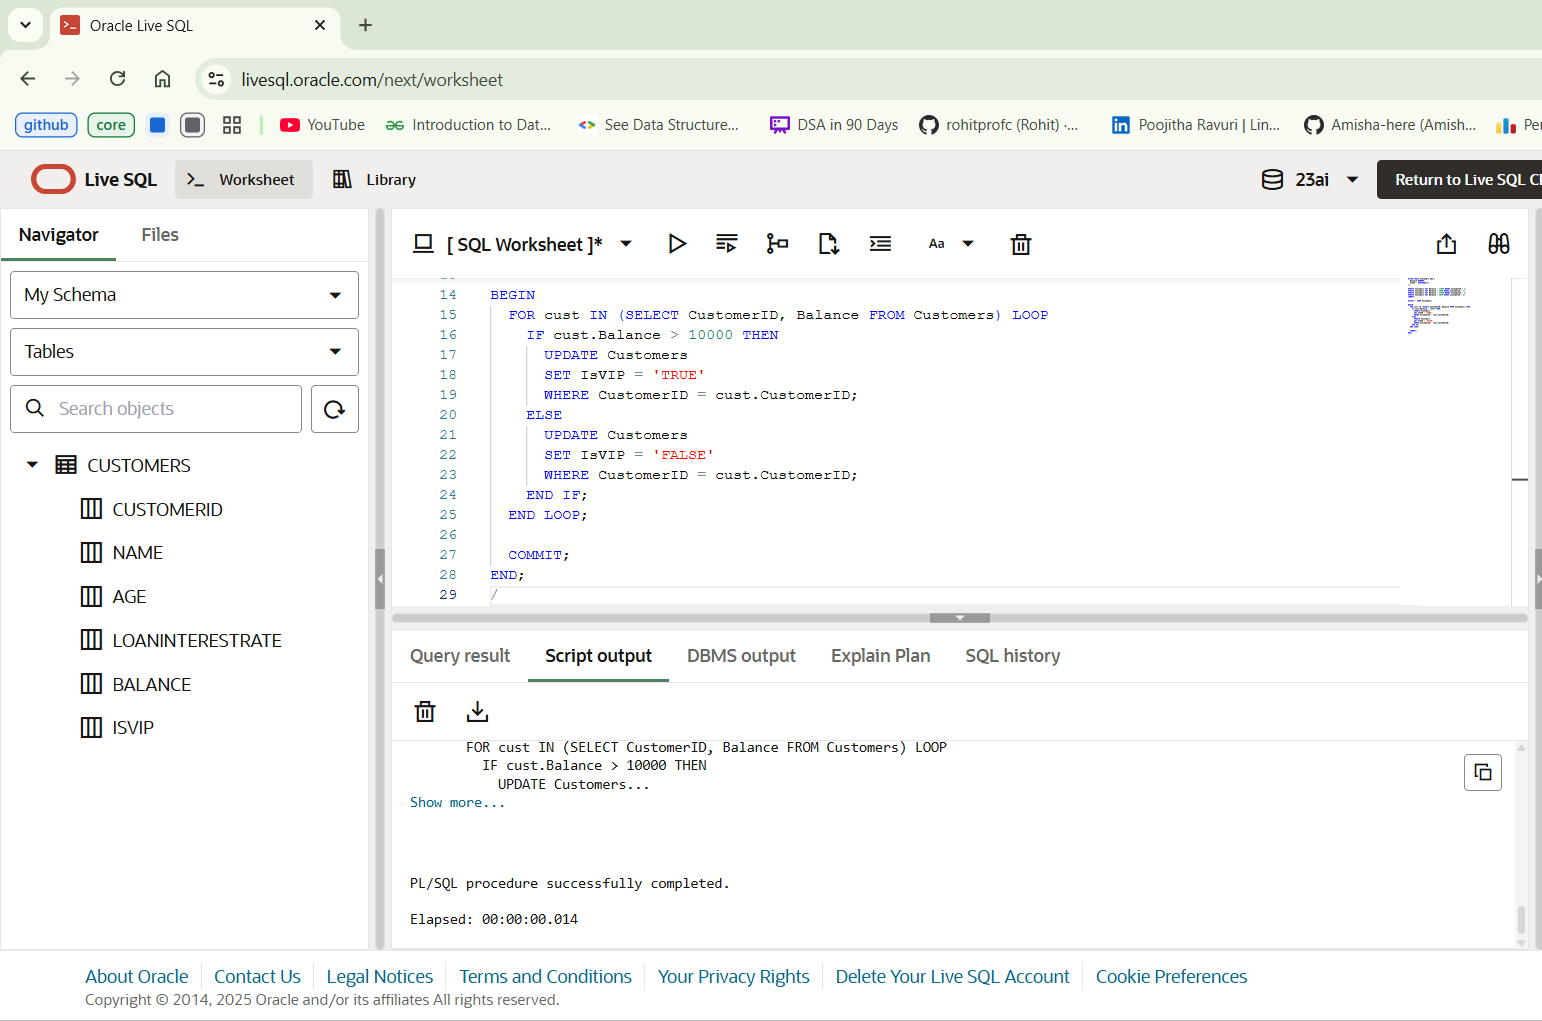 Oracle Live SQL
livesql.oracle.com/next/worksheet
github
core
YouTube
Introduction to Dat...
See Data Structure...
DSA in 90 Days
rohitprofc (Rohit) ·...
Poojitha Ravuri | Lin...
Amisha-here (Amish...
Live SQL
Worksheet
Library
23ai
Return to Live SQL
Navigator
Files
My Schema
Tables
Search objects
CUSTOMERS
CUSTOMERID
NAME
AGE
LOANINTERESTRATE
BALANCE
ISVIP
[ SQL Worksheet ]*
Aa
14 BEGIN
15 FOR cust IN (SELECT CustomerID, Balance FROM Customers) LOOP
16 IF cust.Balance > 10000 THEN
17 UPDATE Customers
18 SET IsVIP = 'TRUE'
19 WHERE CustomerID = cust.CustomerID;
20 ELSE
21 UPDATE Customers
22 SET IsVIP = 'FALSE'
23 WHERE CustomerID = cust.CustomerID;
24 END IF;
25 END LOOP;
26
27 COMMIT;
28 END;
29 /
Query result
Script output
DBMS output
Explain Plan
SQL history
FOR cust IN (SELECT CustomerID, Balance FROM Customers) LOOP
IF cust.Balance > 10000 THEN
UPDATE Customers...
Show more...
PL/SQL procedure successfully completed.
Elapsed: 00:00:00.014
About Oracle
Contact Us
Legal Notices
Terms and Conditions
Your Privacy Rights
Delete Your Live SQL Account
Cookie Preferences
Copyright © 2014, 2025 Oracle and/or its affiliates All rights reserved.